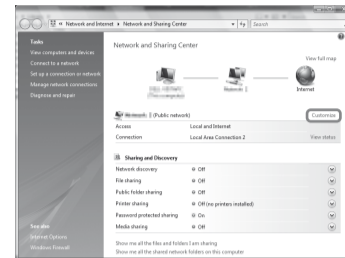 Network and Internet ▸ Network and Sharing Center
Search
Tasks
View computers and devices
Connect to a network
Set up a connection or network
Manage network connections
Diagnose and repair
See also
Internet Options
Windows Firewall
Network and Sharing Center
View full map
Internet
(Public network)
Customize
Access Local and Internet
Connection Local Area Connection 2 View status
Sharing and Discovery
Network discovery Off
File sharing Off
Public folder sharing Off
Printer sharing Off (no printers installed)
Password protected sharing On
Media sharing Off
Show me all the files and folders I am sharing
Show me all the shared network folders on this computer